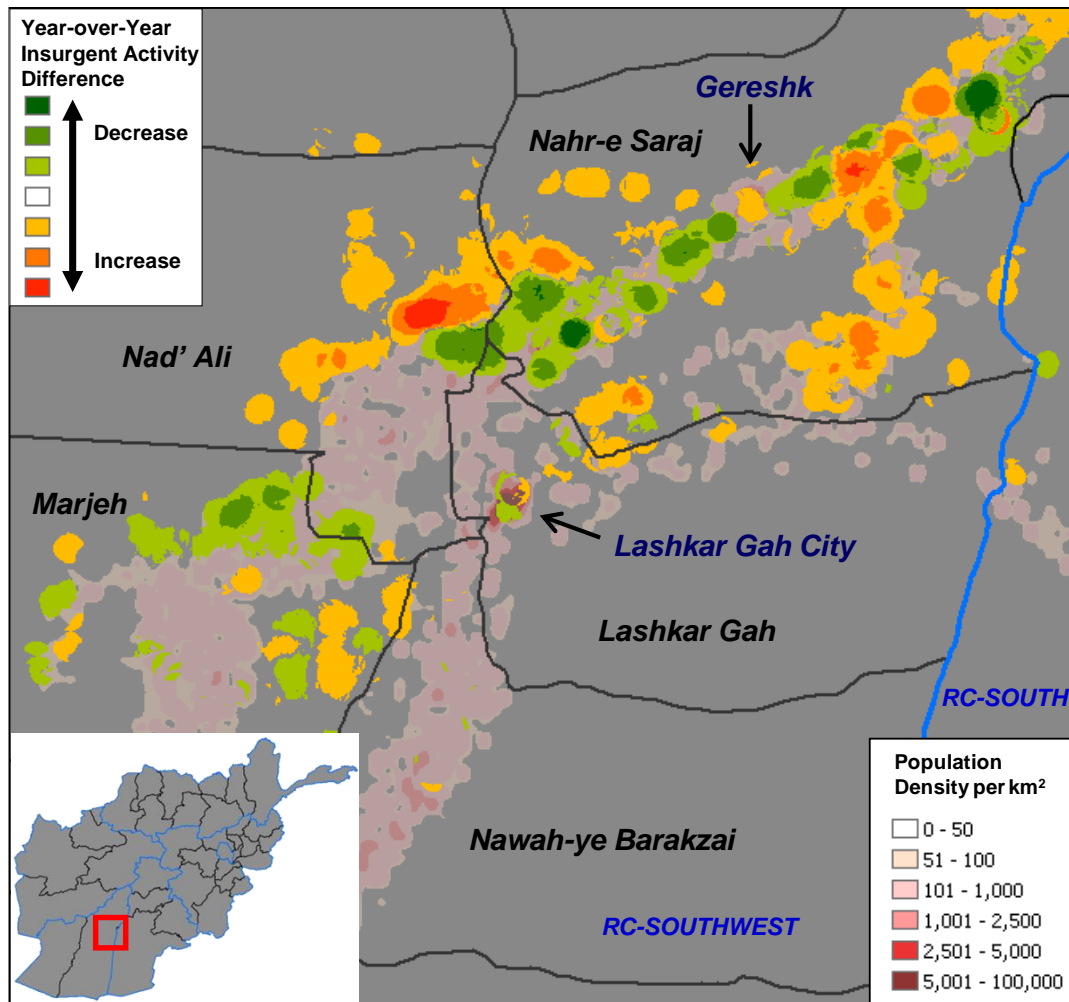 Year-over-Year
Insurgent Activity
Difference
Decrease
Increase
Gereshk
Nahr-e Saraj
Nad’ Ali
Marjeh
Lashkar Gah City
Lashkar Gah
RC-SOUTH
Nawah-ye Barakzai
RC-SOUTHWEST
Population
Density per km²
0 - 50
51 - 100
101 - 1,000
1,001 - 2,500
2,501 - 5,000
5,001 - 100,000